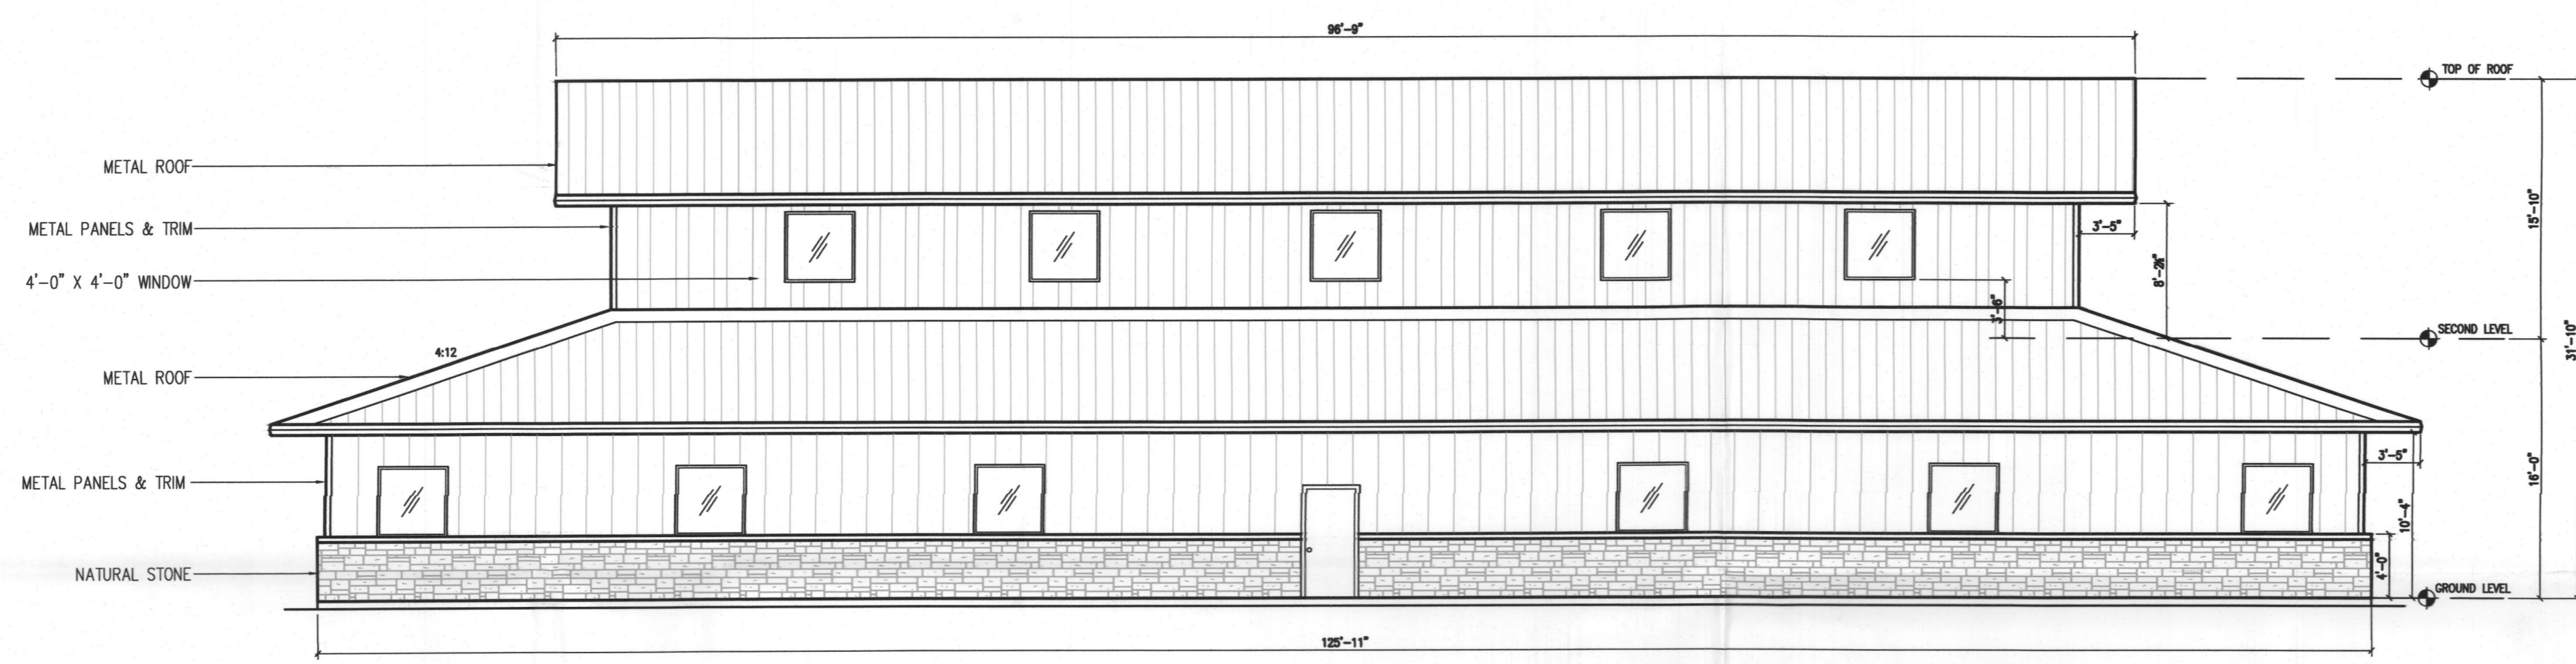 96'-9"
TOP OF ROOF
METAL ROOF
15'-10"
METAL PANELS & TRIM
3'-5"
4'-0" X 4'-0" WINDOW
3'-6"
SECOND LEVEL
31'-10"
4:12
METAL ROOF
3'-5"
16'-0"
METAL PANELS & TRIM
10'-4"
4'-0"
NATURAL STONE
GROUND LEVEL
125'-11"